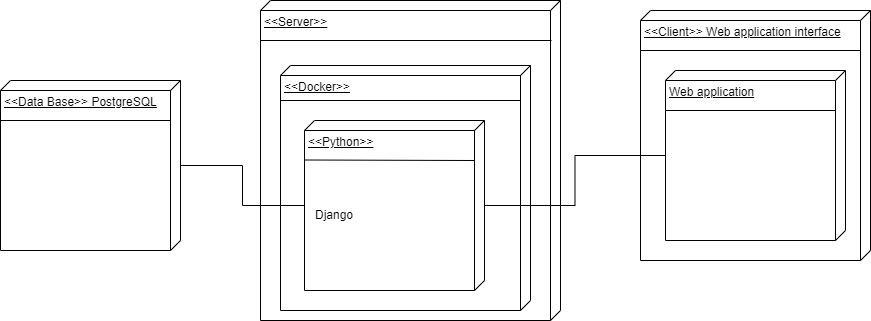 <<Server>>
<<Client>> Web application interface
<<Docker>>
Web application
<<Data Base>> PostgreSQL
<<Python>>
Django